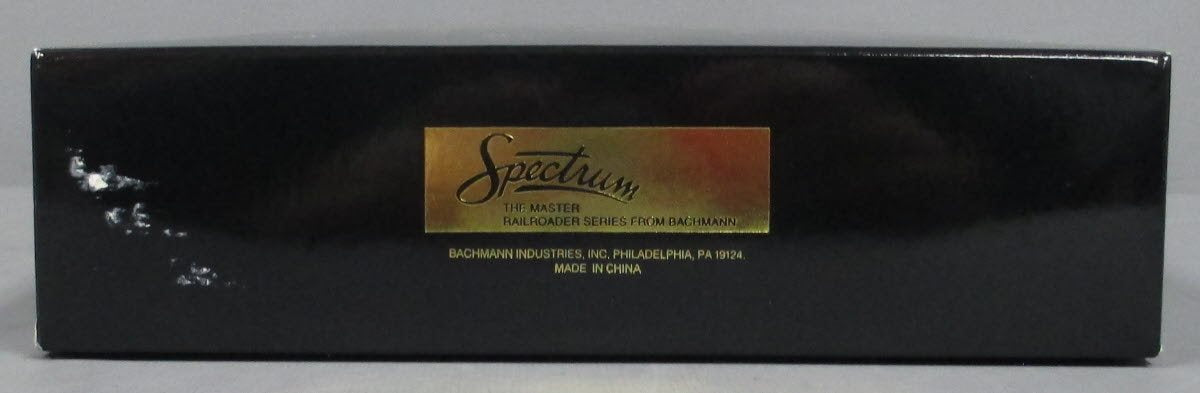 Spectrum
THE MASTER
RAILROADER SERIES FROM BACHMANN
BACHMANN INDUSTRIES, INC. PHILADELPHIA, PA 19124.
MADE IN CHINA